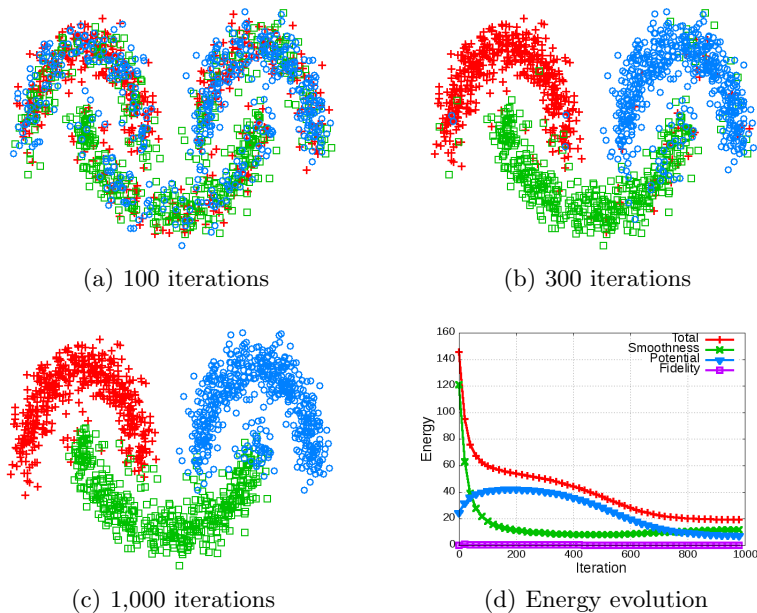 (a) 100 iterations
(b) 300 iterations
160
140
120
100
80
60
40
20
0
0
200
400
600
800
1000
Energy
Iteration
Total
Smoothness
Potential
Fidelity
(c) 1,000 iterations
(d) Energy evolution